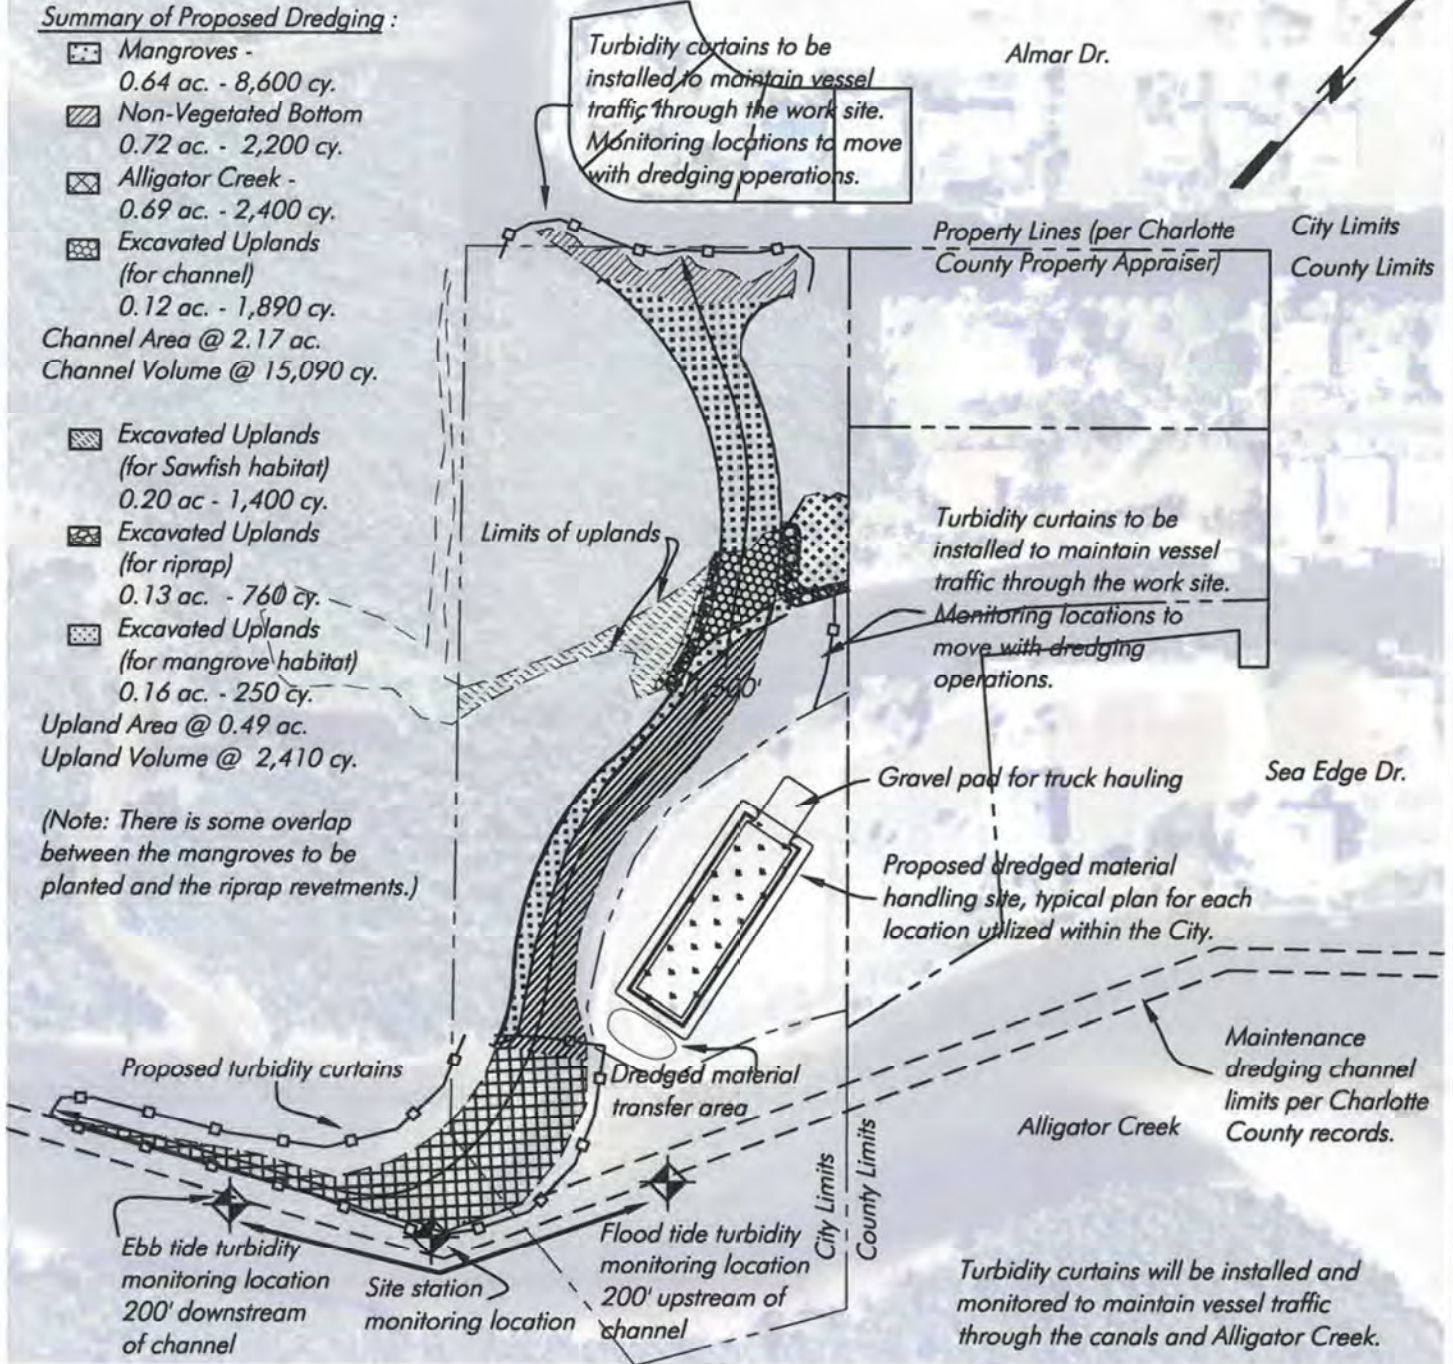 Summary of Proposed Dredging :
Mangroves -
0.64 ac. - 8,600 cy.
Non-Vegetated Bottom
0.72 ac. - 2,200 cy.
Alligator Creek -
0.69 ac. - 2,400 cy.
Excavated Uplands
(for channel)
0.12 ac. - 1,890 cy.
Channel Area @ 2.17 ac.
Channel Volume @ 15,090 cy.
Excavated Uplands
(for Sawfish habitat)
0.20 ac - 1,400 cy.
Excavated Uplands
(for riprap)
0.13 ac. - 760 cy.
Excavated Uplands
(for mangrove habitat)
0.16 ac. - 250 cy.
Upland Area @ 0.49 ac.
Upland Volume @ 2,410 cy.
(Note: There is some overlap
between the mangroves to be
planted and the riprap revetments.)
Turbidity curtains to be
installed to maintain vessel
traffic through the work site.
Monitoring locations to move
with dredging operations.
Almar Dr.
N
Property Lines (per Charlotte
County Property Appraiser)
City Limits
County Limits
Limits of uplands
Turbidity curtains to be
installed to maintain vessel
traffic through the work site.
Monitoring locations to
move with dredging
operations.
Gravel pad for truck hauling
Sea Edge Dr.
Proposed dredged material
handling site, typical plan for each
location utilized within the City.
Proposed turbidity curtains
Dredged material
transfer area
Maintenance
dredging channel
limits per Charlotte
County records.
Alligator Creek
City Limits
County Limits
Ebb tide turbidity
monitoring location
200' downstream
of channel
Site station
monitoring location
Flood tide turbidity
monitoring location
200' upstream of
channel
Turbidity curtains will be installed and
monitored to maintain vessel traffic
through the canals and Alligator Creek.